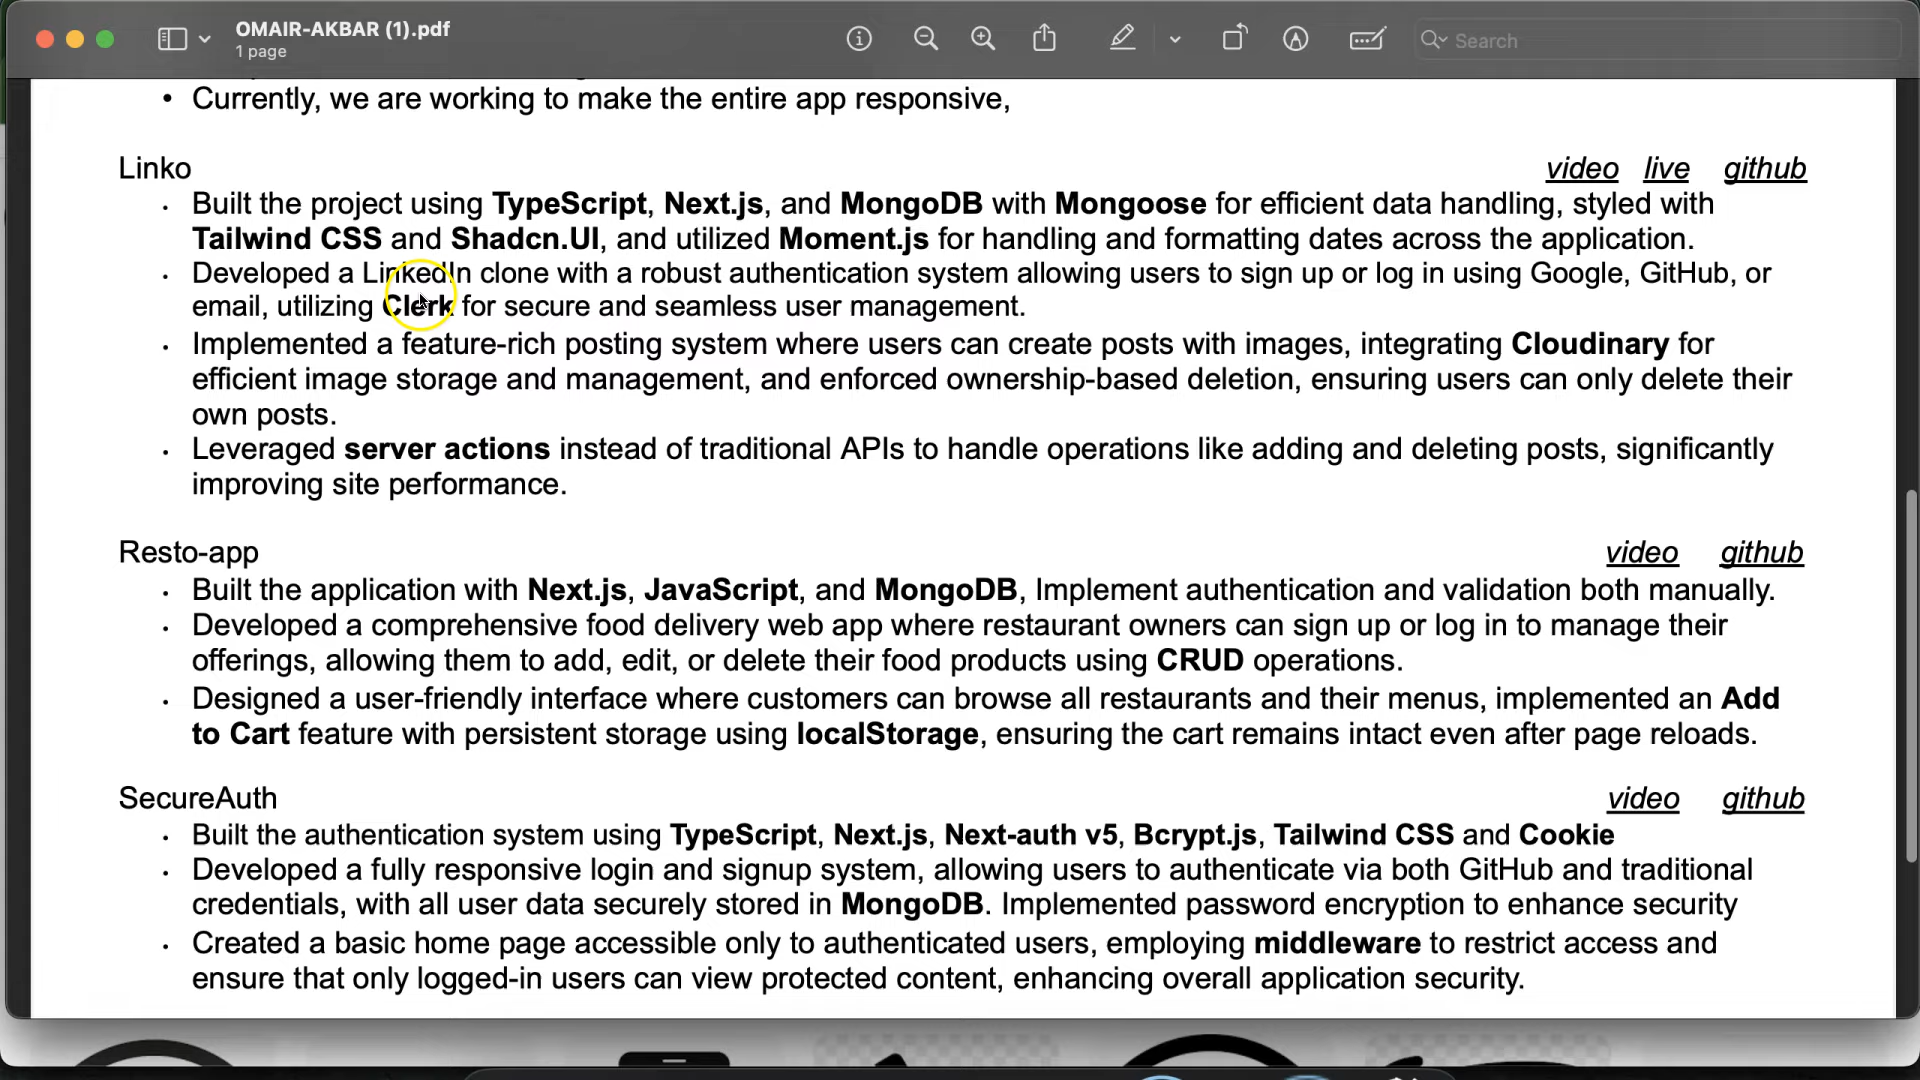 OMAIR-AKBAR (1).pdf
1 page
Search
• Currently, we are working to make the entire app responsive,
Linko video live github
• Built the project using TypeScript, Next.js, and MongoDB with Mongoose for efficient data handling, styled with
Tailwind CSS and Shadcn.UI, and utilized Moment.js for handling and formatting dates across the application.
• Developed a LinkedIn clone with a robust authentication system allowing users to sign up or log in using Google, GitHub, or
email, utilizing Clerk for secure and seamless user management.
• Implemented a feature-rich posting system where users can create posts with images, integrating Cloudinary for
efficient image storage and management, and enforced ownership-based deletion, ensuring users can only delete their
own posts.
• Leveraged server actions instead of traditional APIs to handle operations like adding and deleting posts, significantly
improving site performance.
Resto-app video github
• Built the application with Next.js, JavaScript, and MongoDB, Implement authentication and validation both manually.
• Developed a comprehensive food delivery web app where restaurant owners can sign up or log in to manage their
offerings, allowing them to add, edit, or delete their food products using CRUD operations.
• Designed a user-friendly interface where customers can browse all restaurants and their menus, implemented an Add
to Cart feature with persistent storage using localStorage, ensuring the cart remains intact even after page reloads.
SecureAuth video github
• Built the authentication system using TypeScript, Next.js, Next-auth v5, Bcrypt.js, Tailwind CSS and Cookie
• Developed a fully responsive login and signup system, allowing users to authenticate via both GitHub and traditional
credentials, with all user data securely stored in MongoDB. Implemented password encryption to enhance security
• Created a basic home page accessible only to authenticated users, employing middleware to restrict access and
ensure that only logged-in users can view protected content, enhancing overall application security.